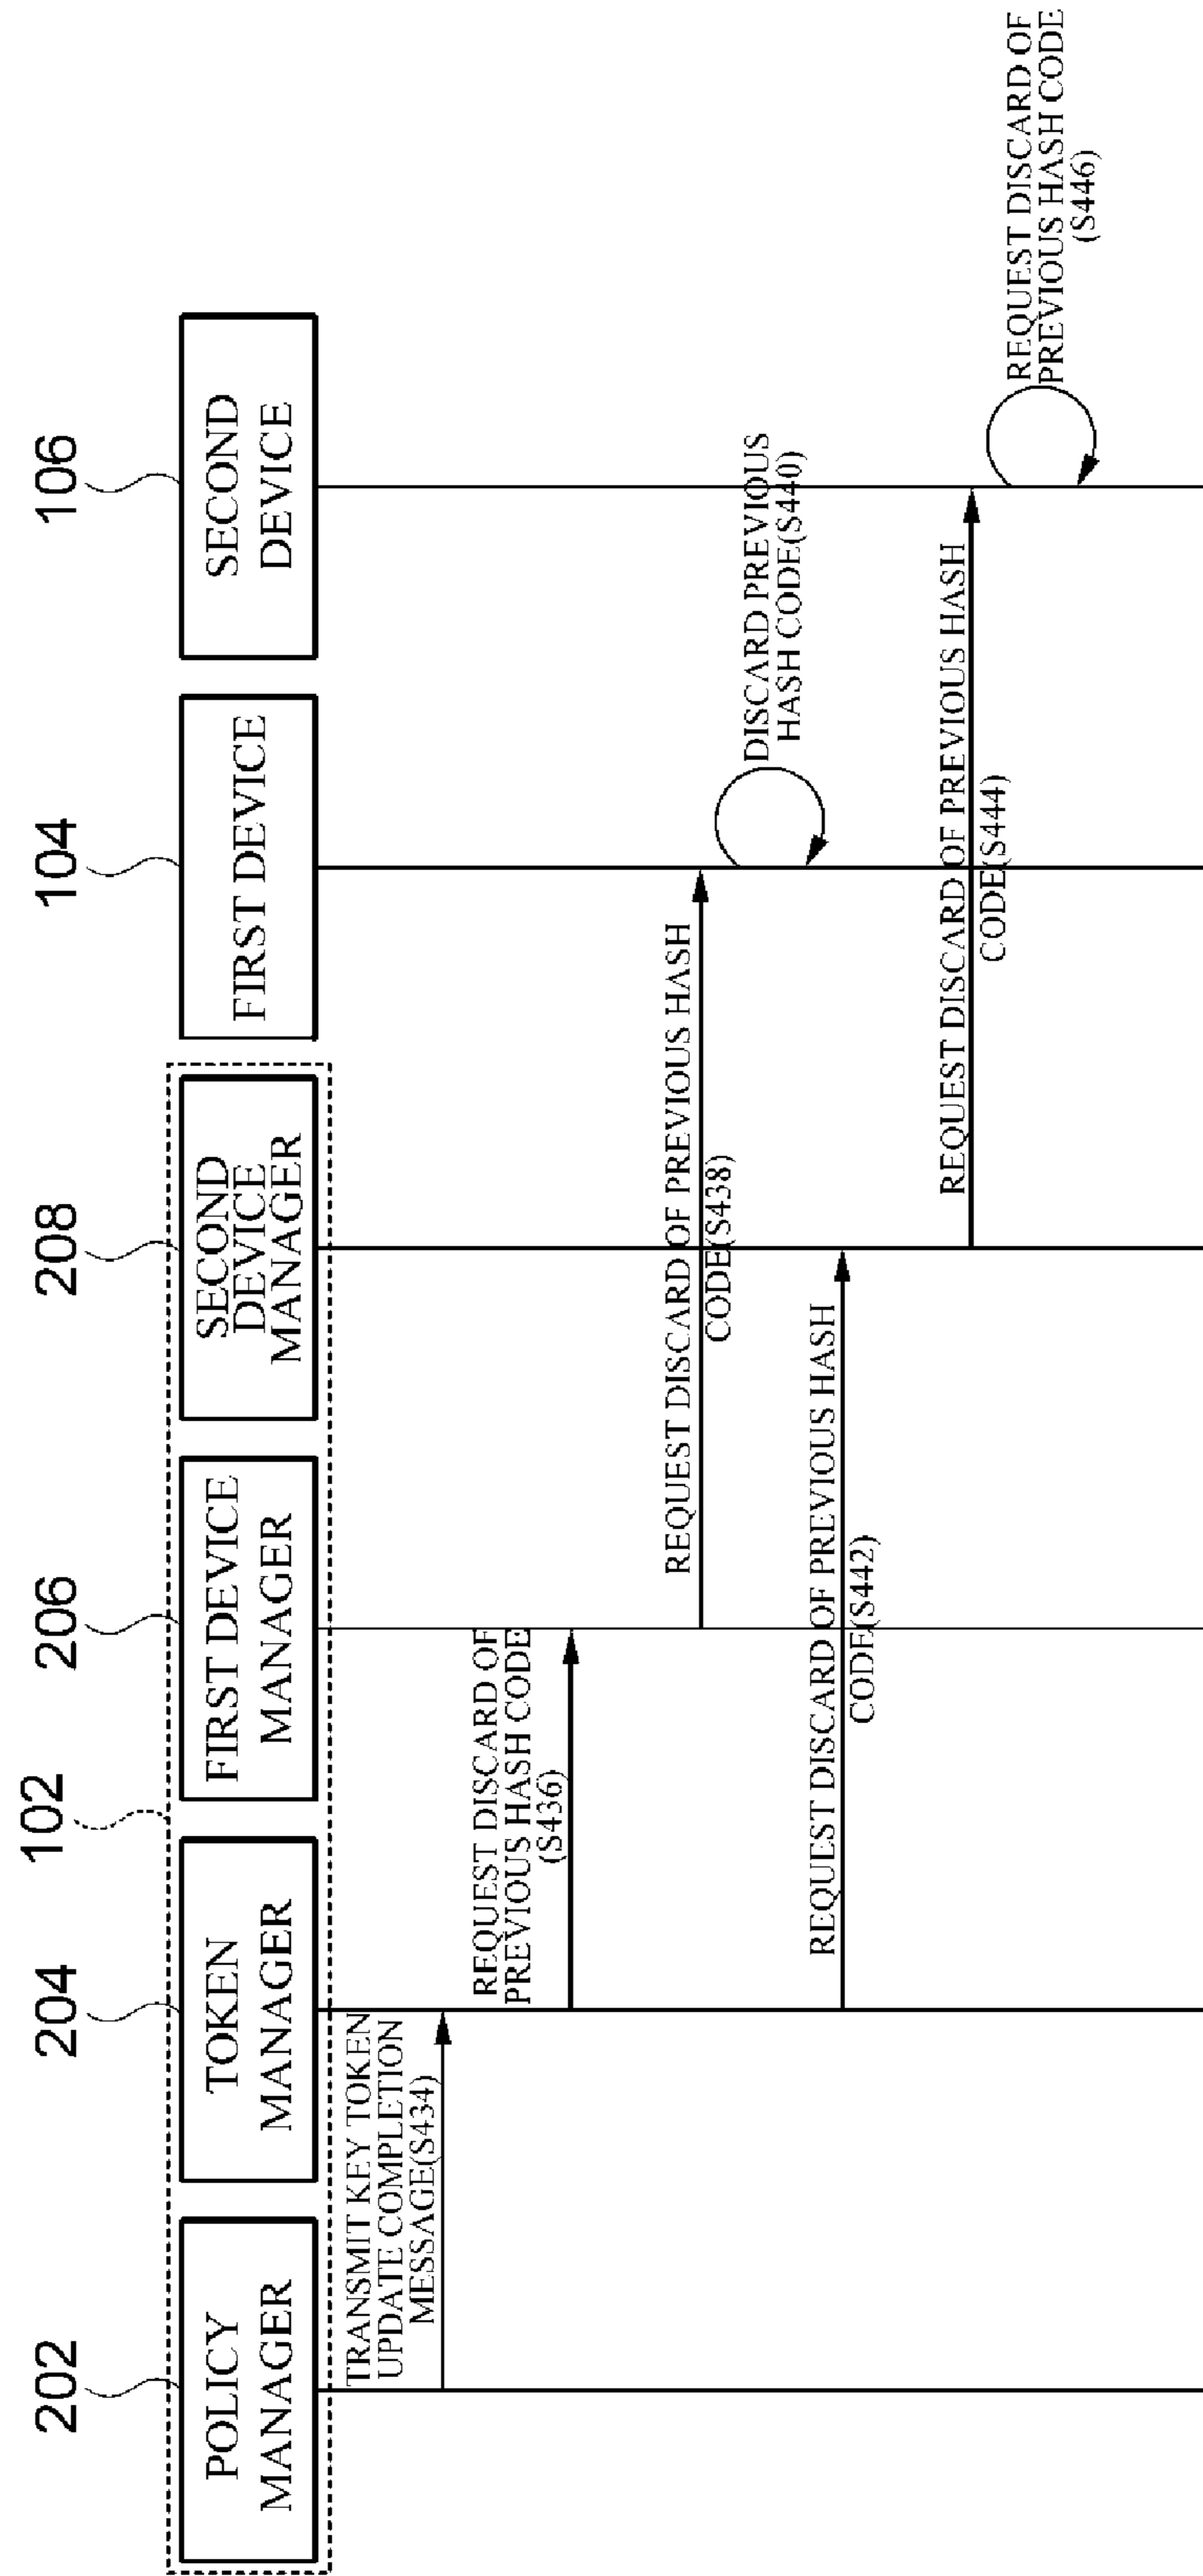 102
202
204
206
208
104
106
POLICY
MANAGER
TOKEN
MANAGER
FIRST DEVICE
MANAGER
SECOND
DEVICE
MANAGER
FIRST DEVICE
SECOND
DEVICE
TRANSMIT KEY TOKEN
UPDATE COMPLETION
MESSAGE(S434)
REQUEST DISCARD OF
PREVIOUS HASH CODE
(S436)
REQUEST DISCARD OF PREVIOUS HASH
CODE(S438)
DISCARD PREVIOUS
HASH CODE(S440)
REQUEST DISCARD OF PREVIOUS HASH
CODE(S442)
REQUEST DISCARD OF PREVIOUS HASH
CODE(S444)
REQUEST DISCARD OF
PREVIOUS HASH CODE
(S446)